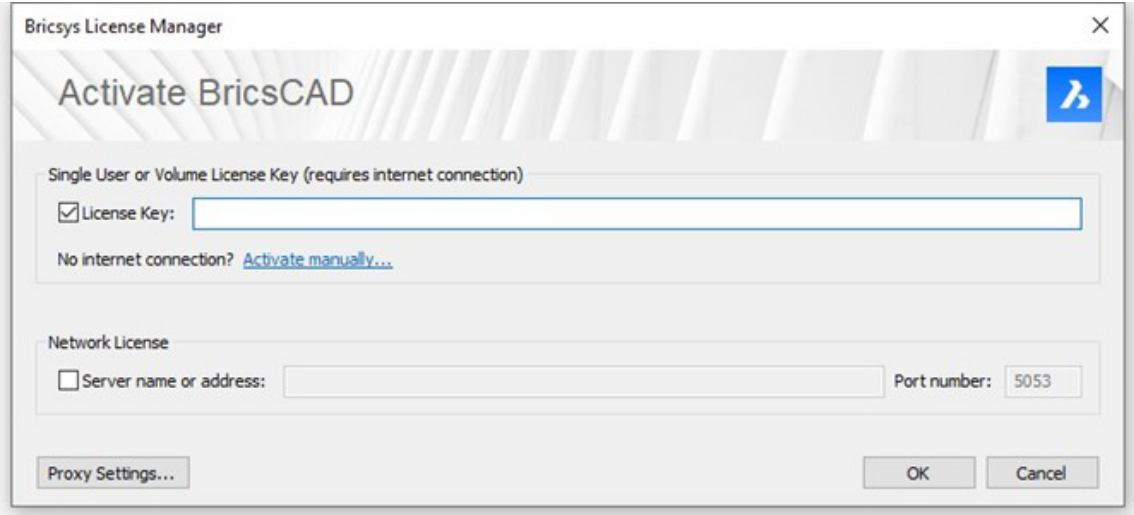 Bricsys License Manager
Activate BricsCAD
Single User or Volume License Key (requires internet connection)
License Key:
No internet connection? Activate manually...
Network License
Server name or address: Port number: 5053
Proxy Settings... OK Cancel